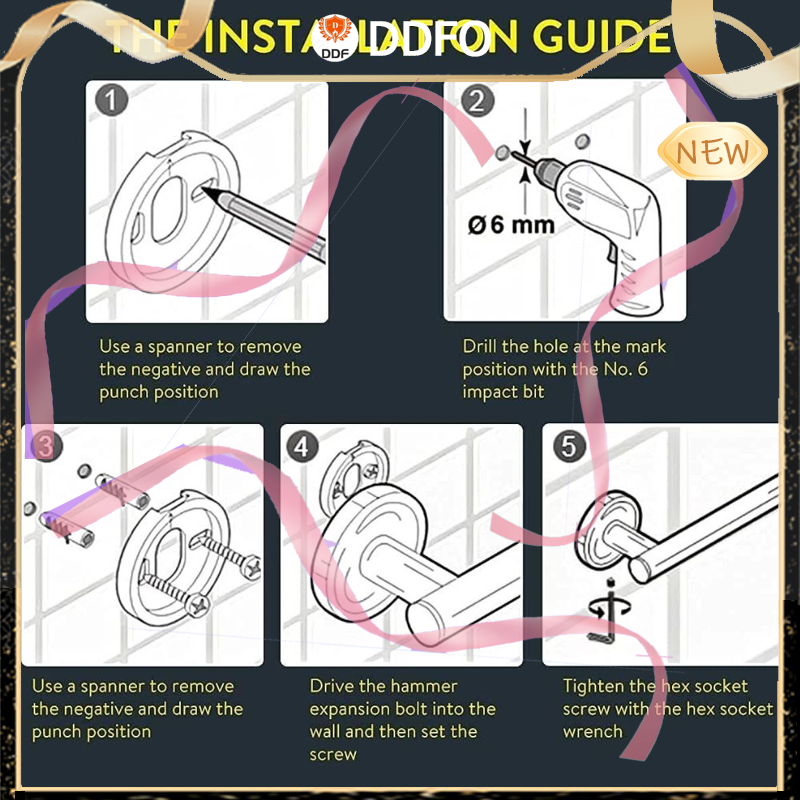 THE INSTALLATION GUIDE
DDF
DDFO
NEW
1
2
Ø 6 mm
Use a spanner to remove
the negative and draw the
punch position
Drill the hole at the mark
position with the No. 6
impact bit
3
4
5
Use a spanner to remove
the negative and draw the
punch position
Drive the hammer
expansion bolt into the
wall and then set the
screw
Tighten the hex socket
screw with the hex socket
wrench